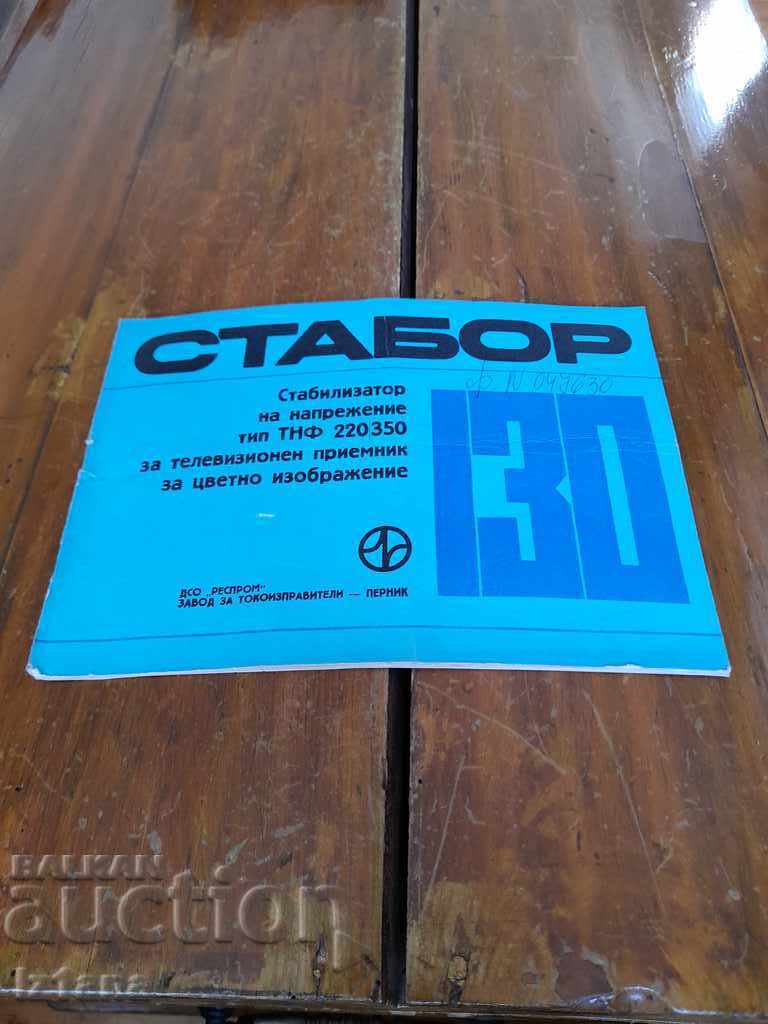 СТАБОР
Стабилизатор
на напрежение
тип ТНФ 220350
за телевизионен приемник
за цветно изображение
130
ДСО „РЕСПРОМ"
ЗАВОД ЗА ТОКОИЗПРАВИТЕЛИ — ПЕРНИК
BALKAN
auction
iz1ana